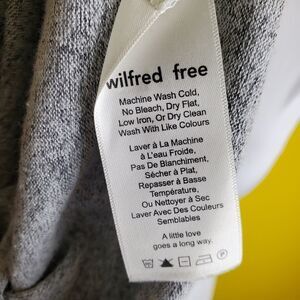 wilfred free
Machine Wash Cold,
No Bleach, Dry Flat,
Low Iron, Or Dry Clean
Wash With Like Colours
Laver à La Machine
à L'eau Froide,
Pas De Blanchiment,
Sècher à Plat,
Repasser à Basse
Température,
Ou Nettoyer à Sec
Laver Avec Des Couleurs
Semblables
A little love
goes a long way.